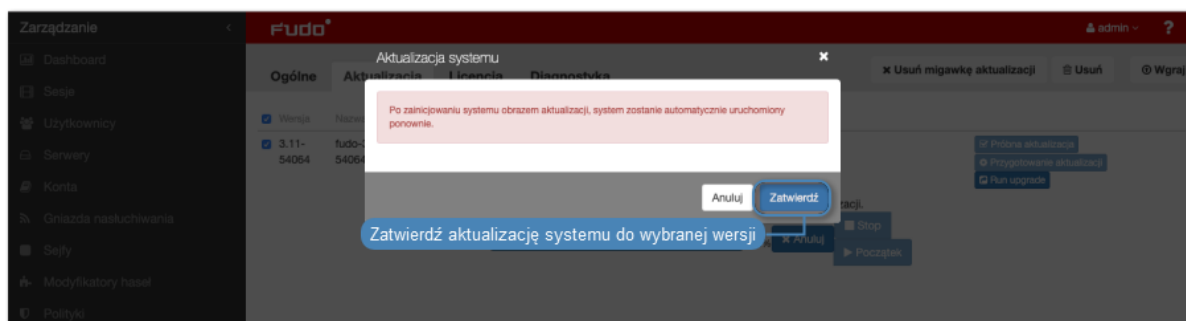 Zarządzanie
Fudo
admin
?
Dashboard
Sesje
Użytkownicy
Serwery
Konta
Gniazda nasłuchiwania
Sejfy
Modyfikatory haseł
Polityki
Ogólne
Aktualizacja
Licencja
Diagnostyka
Usuń migawkę aktualizacji
Usuń
Wgraj
Aktualizacja systemu
Po zainicjowaniu systemu obrazem aktualizacji, system zostanie automatycznie uruchomiony
ponownie.
Anuluj
Zatwierdź
Zatwierdź aktualizację systemu do wybranej wersji
Wersja
3.11-
54064
54064
Próbna aktualizacja
Przygotowanie aktualizacji
Run upgrade
Anuluj
Stop
Początek